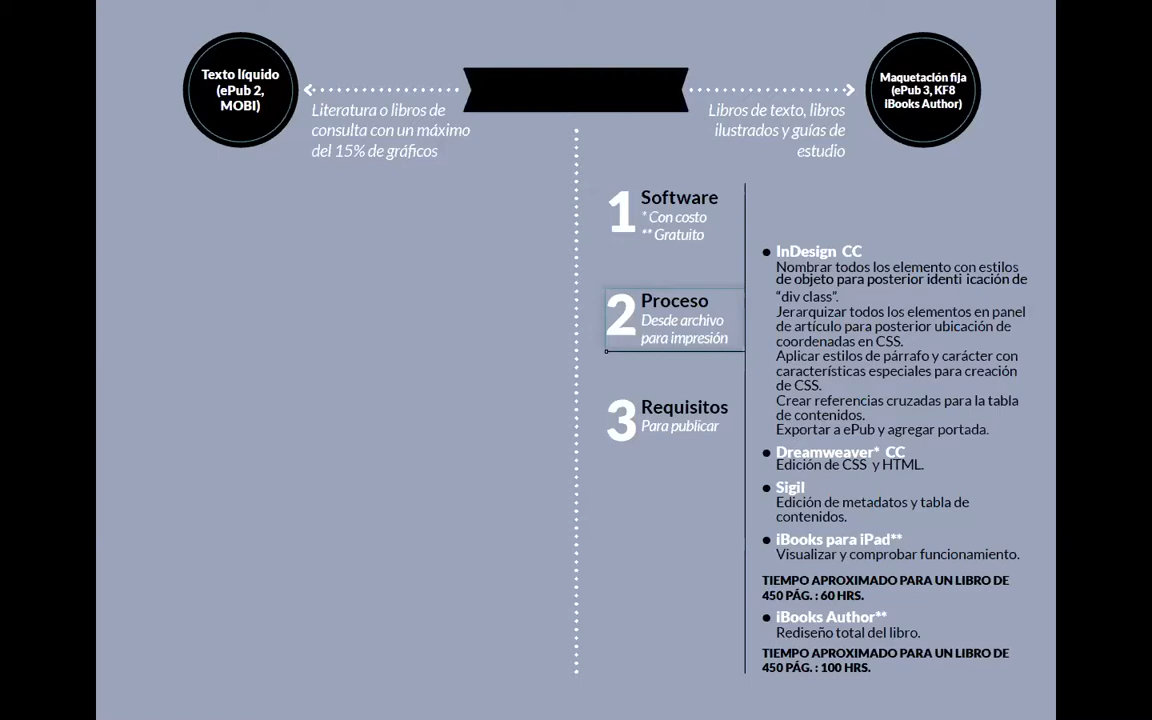 Texto líquido
(ePub 2,
MOBI)
Literatura o libros de
consulta con un máximo
del 15% de gráficos
Libros de texto, libros
ilustrados y guías de
estudio
Maquetación fija
(ePub 3, KF8
iBooks Author)
1 Software
* Con costo
** Gratuito
2 Proceso
Desde archivo
para impresión
3 Requisitos
Para publicar
InDesign CC
Nombrar todos los elemento con estilos
de objeto para posterior identi icación de
“div class”.
Jerarquizar todos los elementos en panel
de artículo para posterior ubicación de
coordenadas en CSS.
Aplicar estilos de párrafo y carácter con
características especiales para creación
de CSS.
Crear referencias cruzadas para la tabla
de contenidos.
Exportar a ePub y agregar portada.
Dreamweaver* CC
Edición de CSS y HTML.
Sigil
Edición de metadatos y tabla de
contenidos.
iBooks para iPad**
Visualizar y comprobar funcionamiento.
TIEMPO APROXIMADO PARA UN LIBRO DE
450 PÁG. : 60 HRS.
iBooks Author**
Rediseño total del libro.
TIEMPO APROXIMADO PARA UN LIBRO DE
450 PÁG. : 100 HRS.